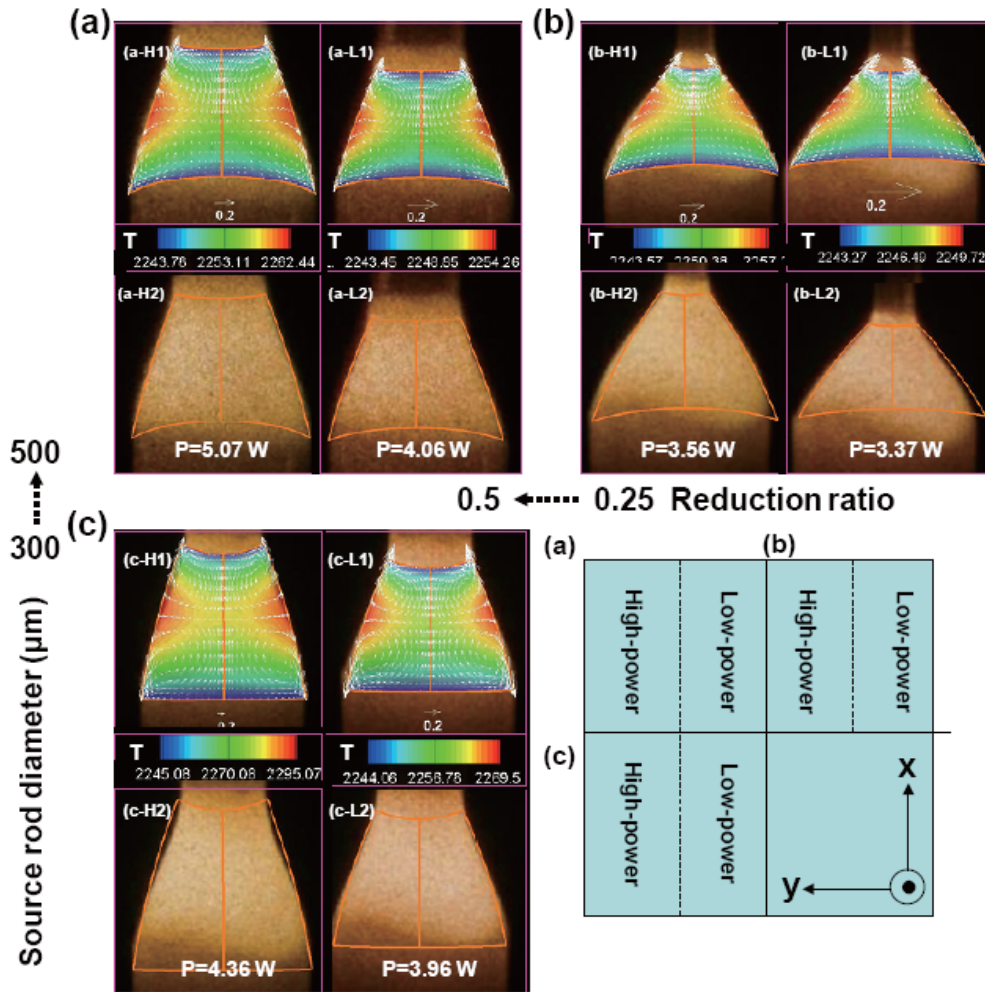 (a)
(b)
(a-H1)
(a-L1)
(b-H1)
(b-L1)
0.2
0.2
0.2
0.2
T
T
T
T
2243.76 2253.11 2262.44
2243.45 2248.85 2254.26
2243.27 2246.40 2249.72
(a-H2)
(a-L2)
(b-H2)
(b-L2)
P=5.07 W
P=4.06 W
P=3.56 W
P=3.37 W
500
300
Source rod diameter (μm)
0.5
0.25 Reduction ratio
(c)
(c-H1)
(c-L1)
0.2
0.2
T
T
2245.08 2270.08 2295.07
2244.06 2256.78 2269.5
(c-H2)
(c-L2)
P=4.36 W
P=3.96 W
(a)
(b)
High-power
Low-power
High-power
Low-power
(c)
High-power
Low-power
x
y